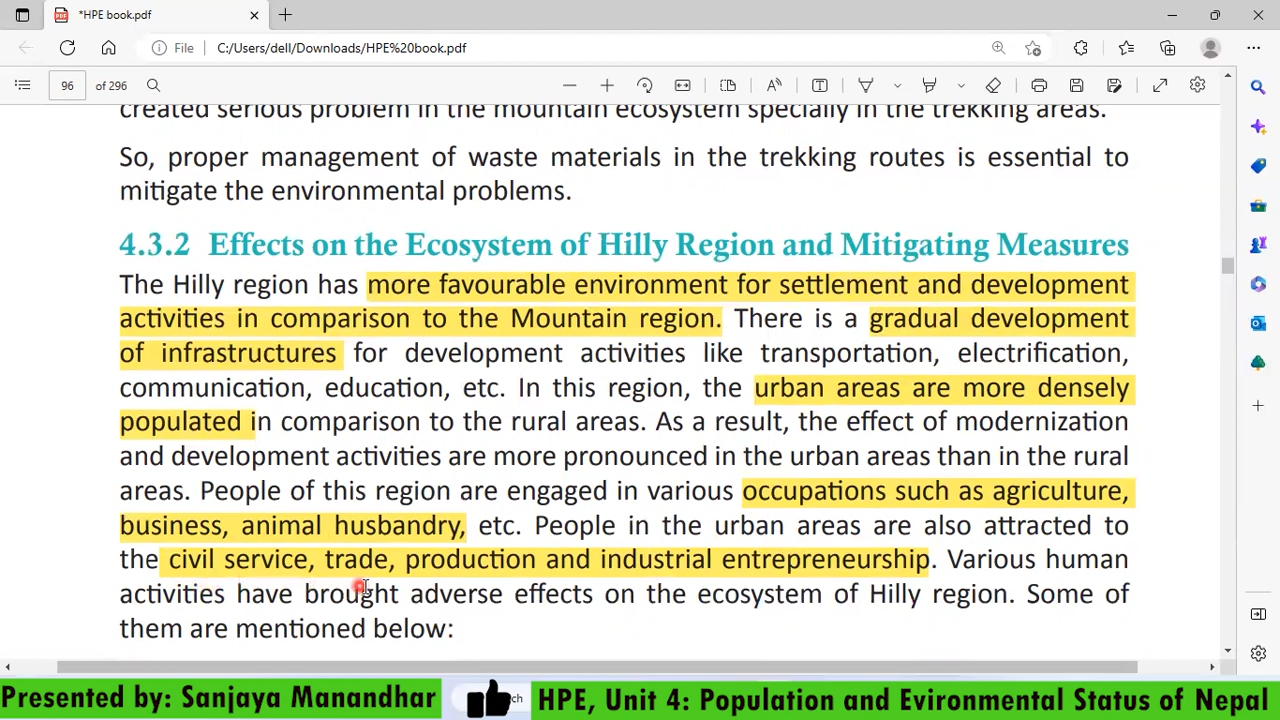 *HPE book.pdf
File C:/Users/dell/Downloads/HPE%20book.pdf
96 of 296
created serious problem in the mountain ecosystem specially in the trekking areas.
So, proper management of waste materials in the trekking routes is essential to
mitigate the environmental problems.
4.3.2 Effects on the Ecosystem of Hilly Region and Mitigating Measures
The Hilly region has more favourable environment for settlement and development
activities in comparison to the Mountain region. There is a gradual development
of infrastructures for development activities like transportation, electrification,
communication, education, etc. In this region, the urban areas are more densely
populated in comparison to the rural areas. As a result, the effect of modernization
and development activities are more pronounced in the urban areas than in the rural
areas. People of this region are engaged in various occupations such as agriculture,
business, animal husbandry, etc. People in the urban areas are also attracted to
the civil service, trade, production and industrial entrepreneurship. Various human
activities have brought adverse effects on the ecosystem of Hilly region. Some of
them are mentioned below:
Presented by: Sanjaya Manandhar HPE, Unit 4: Population and Evironmental Status of Nepal